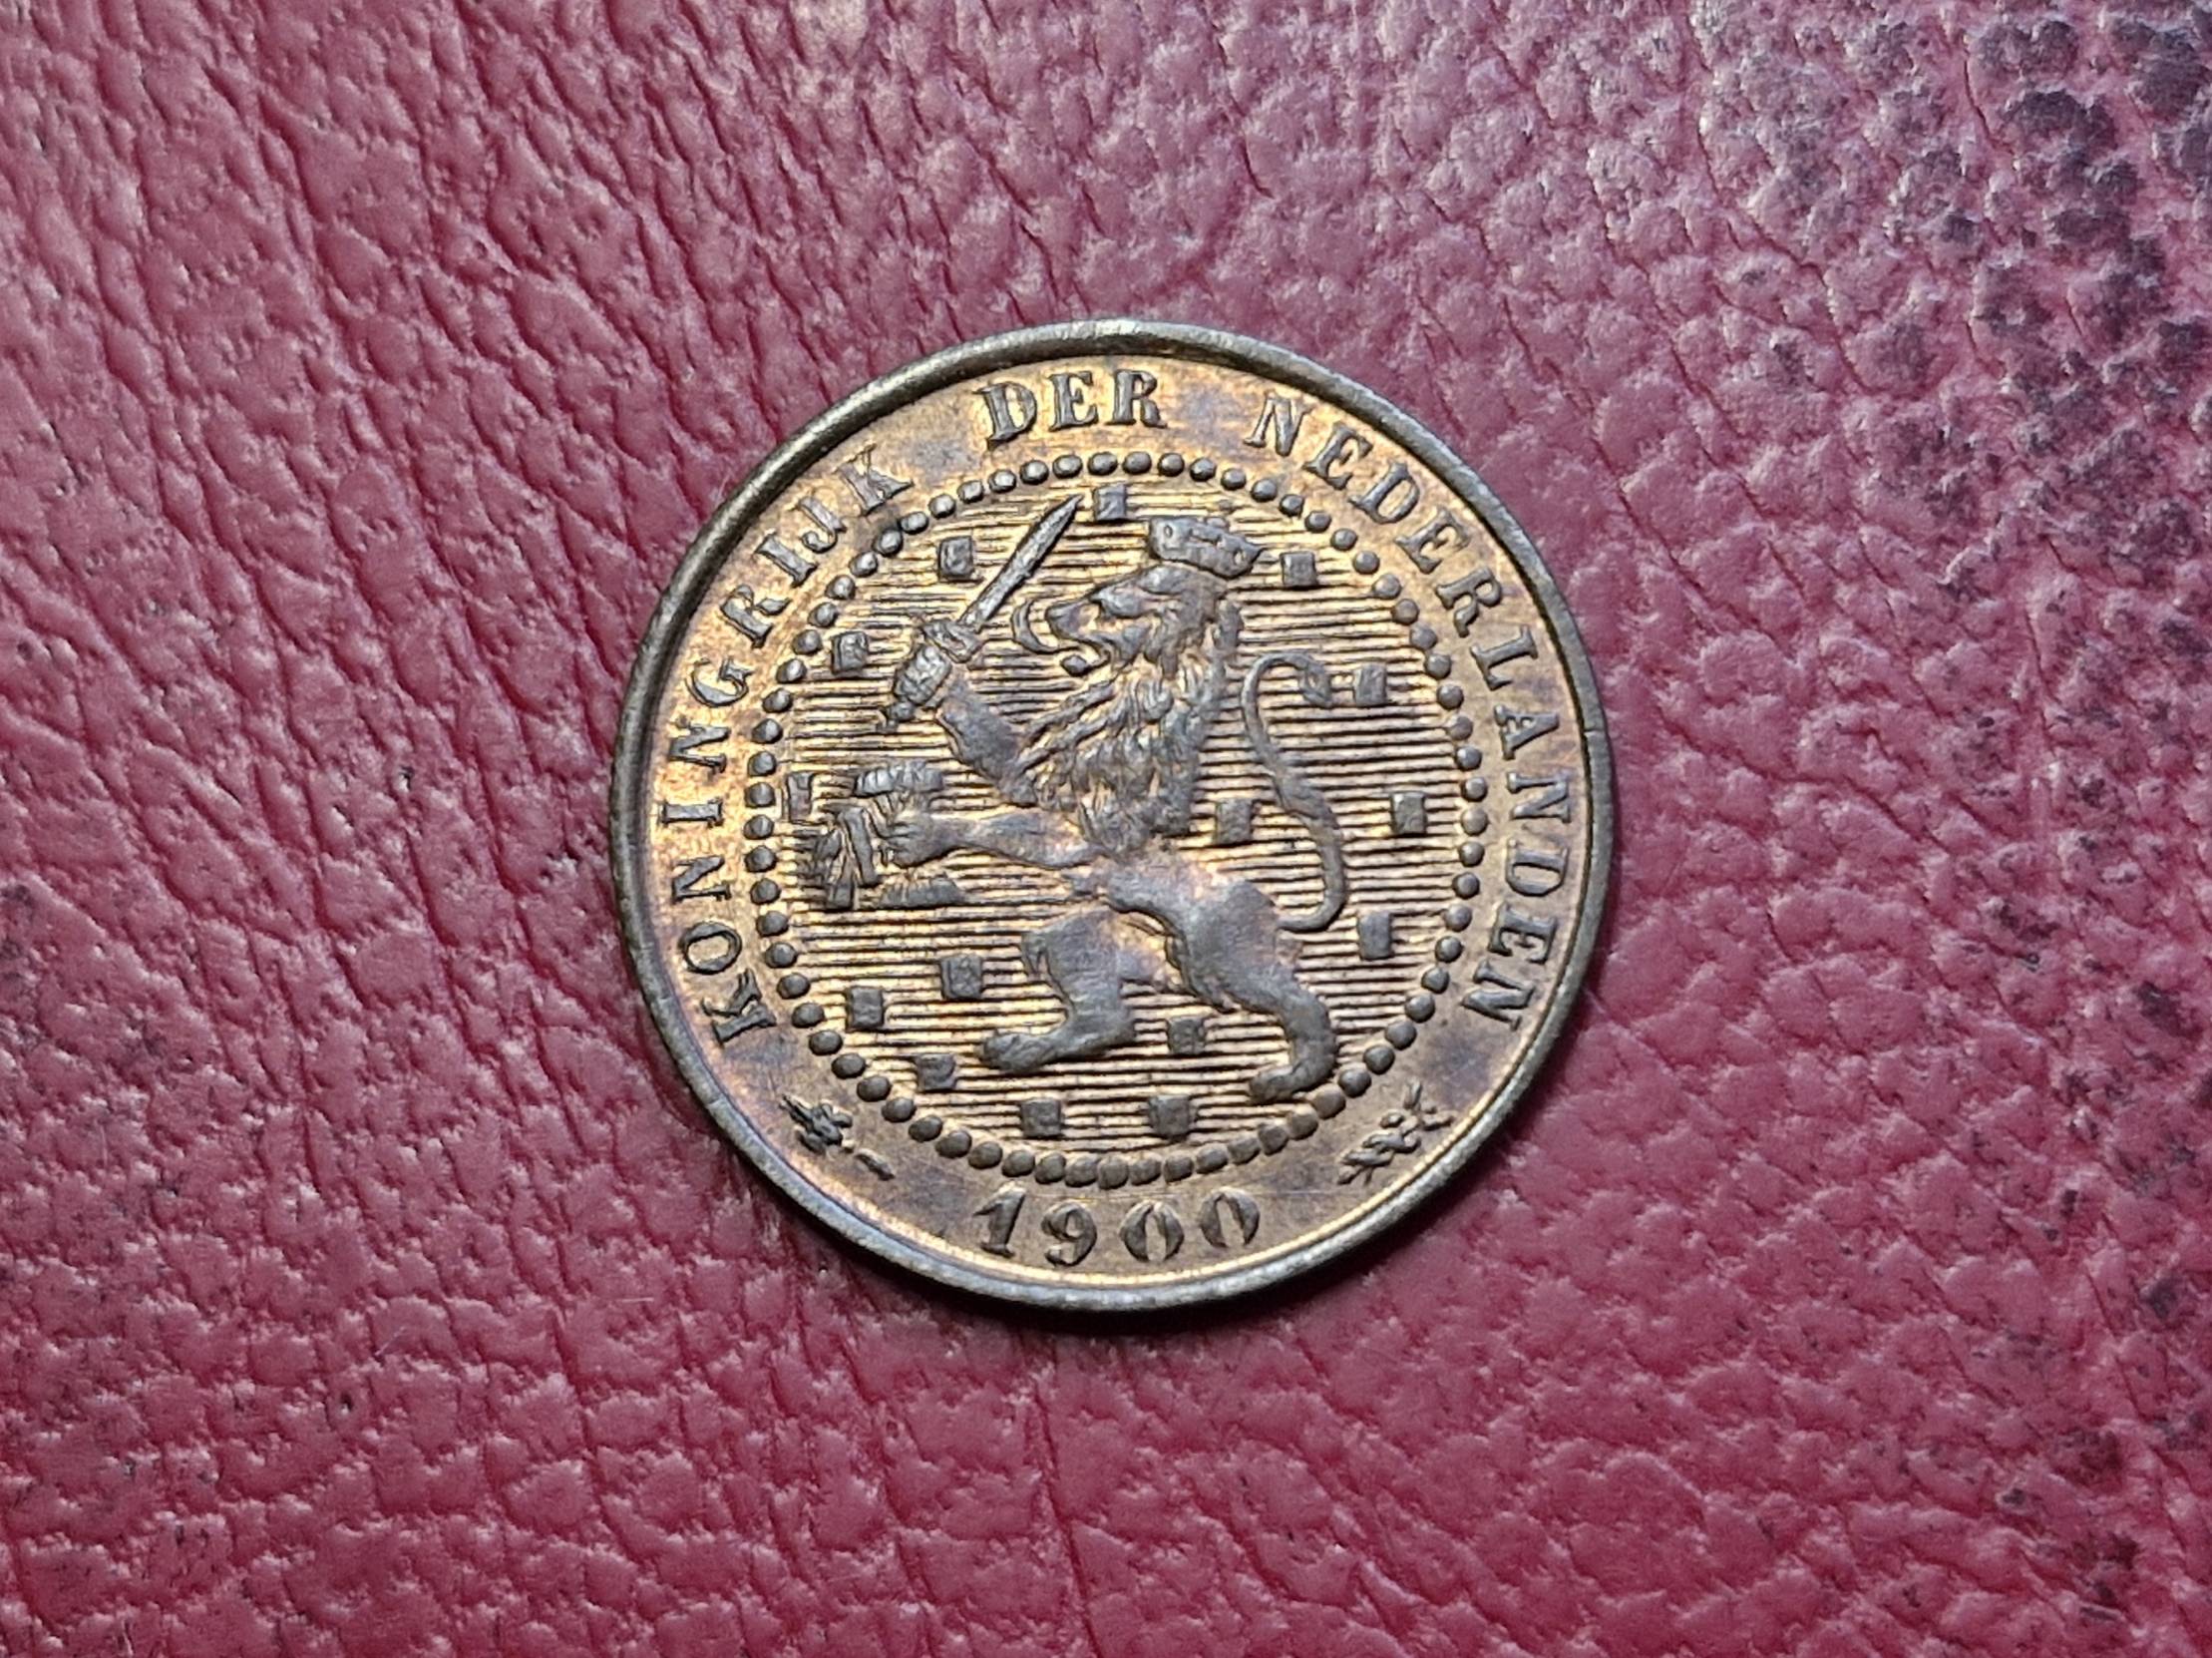 KONINGRIJK DER NEDERLANDEN
1900